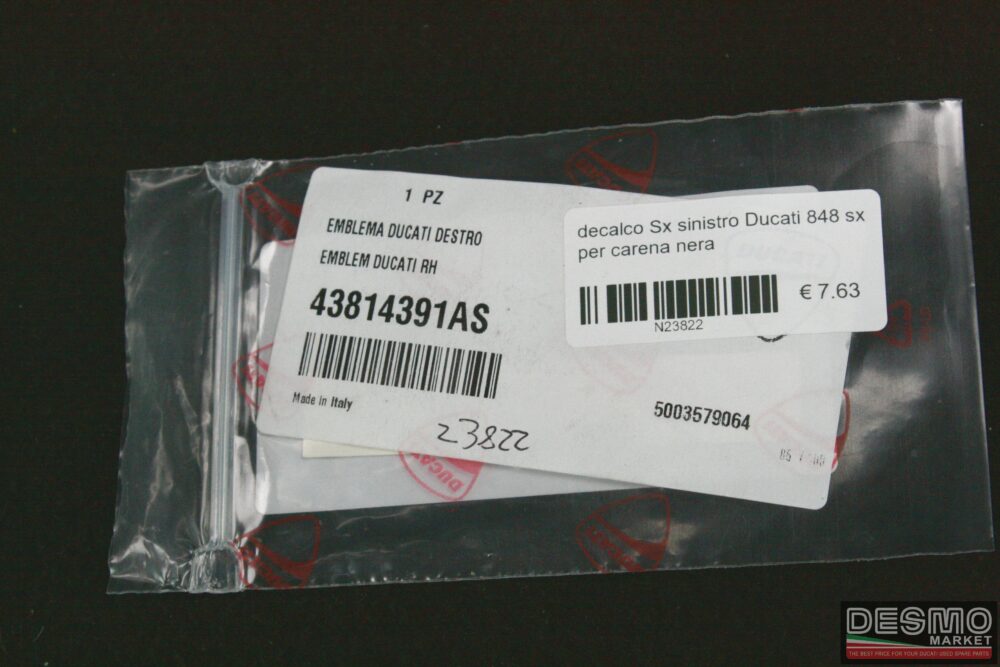 1 PZ
EMBLEMA DUCATI DESTRO
EMBLEM DUCATI RH
43814391AS
Made in Italy
23822
5003579064
decalco Sx sinistro Ducati 848 sx
per carena nera
€ 7.63
N23822
DUCATI
DESMO
MARKET
THE BEST PRICE FOR YOUR DUCATI USED SPARE PARTS